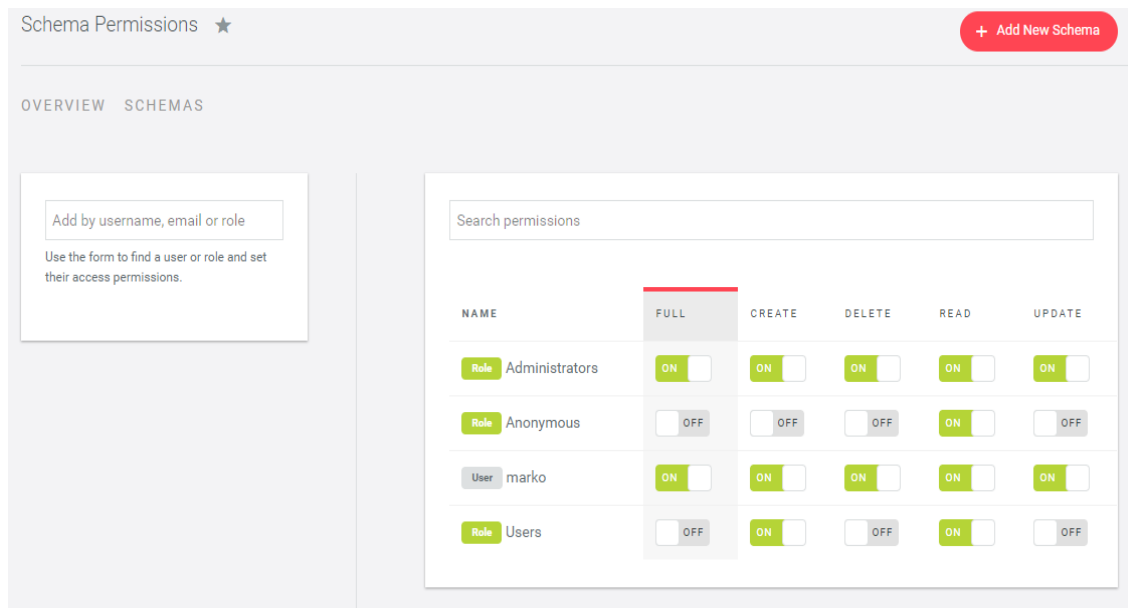 Schema Permissions
+ Add New Schema
OVERVIEW SCHEMAS
Add by username, email or role
Use the form to find a user or role and set
their access permissions.
Search permissions
NAME FULL CREATE DELETE READ UPDATE
Role Administrators ON ON ON ON ON
Role Anonymous OFF OFF OFF ON OFF
User marko ON ON ON ON ON
Role Users OFF ON OFF ON OFF